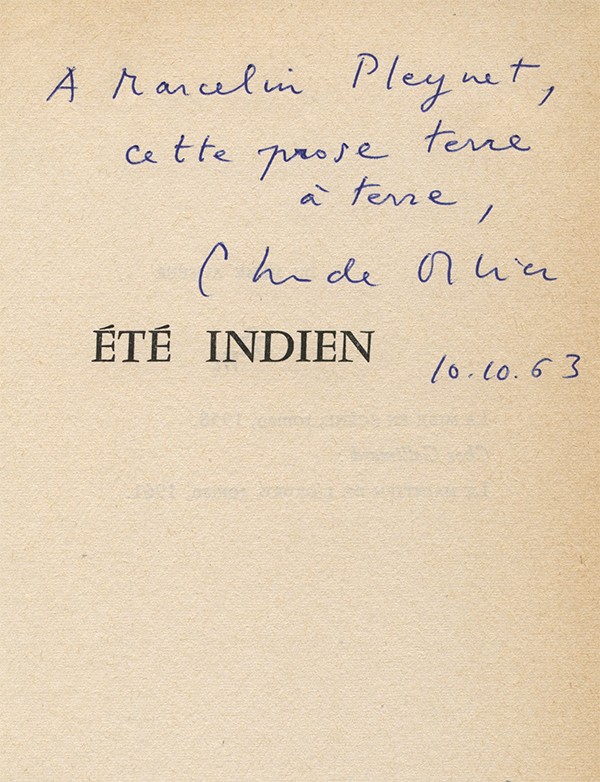 A Marcelin Pleynet,
cette prose terre
à terre,
Claude Ollier
ÉTÉ INDIEN
10.10.63